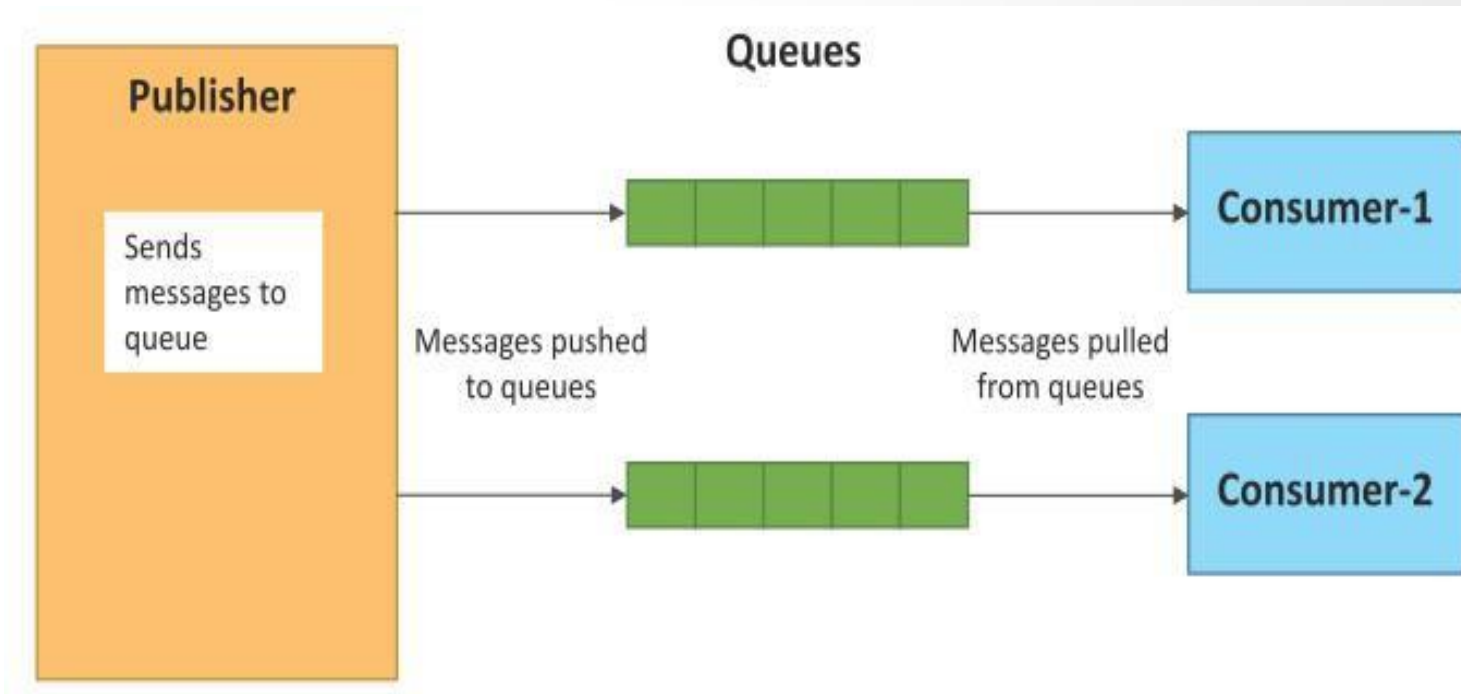 Queues
Publisher
Sends
messages to
queue
Messages pushed
to queues
Messages pulled
from queues
Consumer-1
Consumer-2